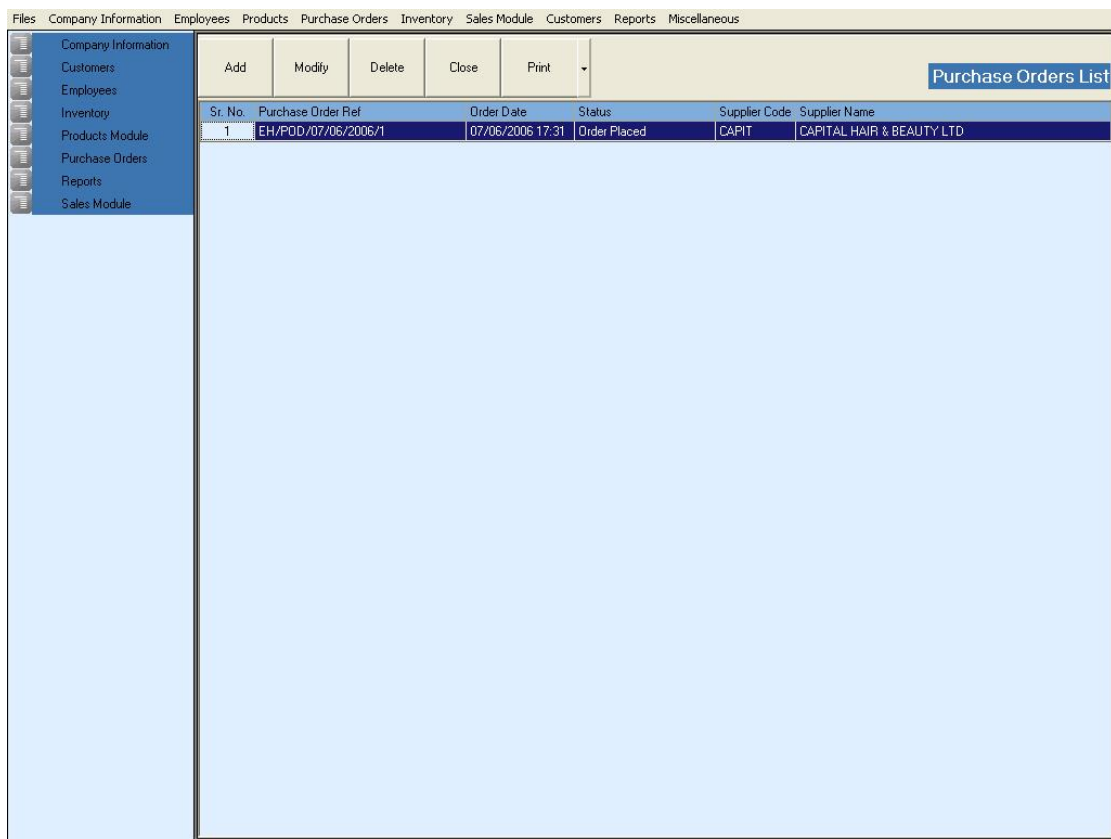 Files Company Information Employees Products Purchase Orders Inventory Sales Module Customers Reports Miscellaneous
Company Information
Customers
Employees
Inventory
Products Module
Purchase Orders
Reports
Sales Module
Add Modify Delete Close Print
Purchase Orders List
Sr. No. Purchase Order Ref Order Date Status Supplier Code Supplier Name
1 EH/POD/07/06/2006/1 07/06/2006 17:31 Order Placed CAPIT CAPITAL HAIR & BEAUTY LTD